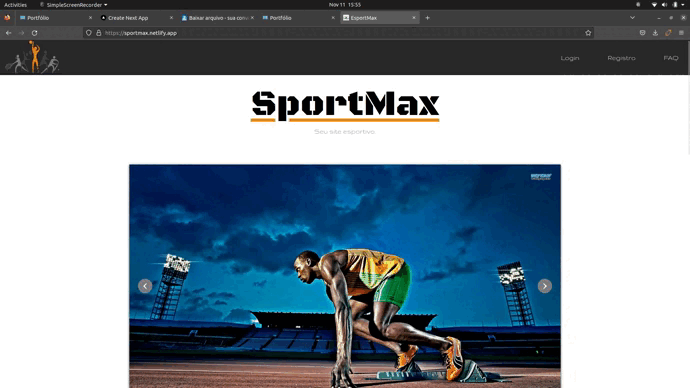 Activities SimpleScreenRecorder Nov 11 15:55
Portfólio Create Next App Baixar arquivo - sua con Portfólio EsportMax
https://sportmax.netlify.app
Login Registro FAQ
SportMax
Seu site esportivo.